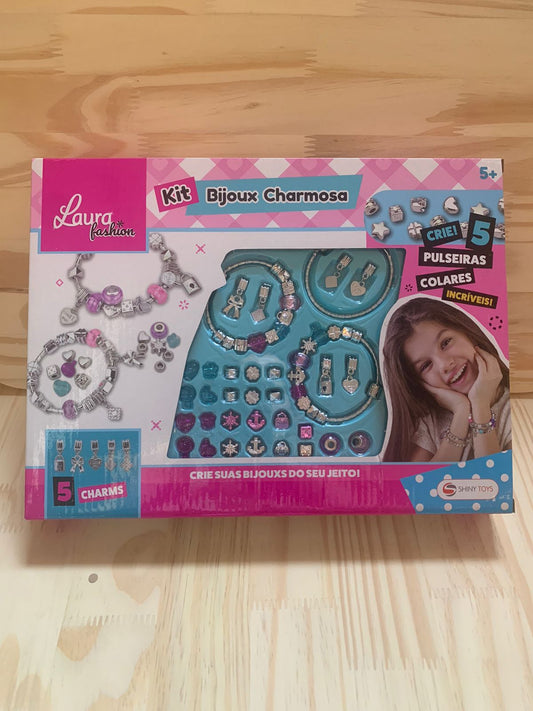 5+
Laura
fashion
Kit Bijoux Charmosa
CRIE! 5
PULSEIRAS
COLARES
INCRÍVEIS!
5 CHARMS
CRIE SUAS BIJOUXS DO SEU JEITO!
SHINY TOYS